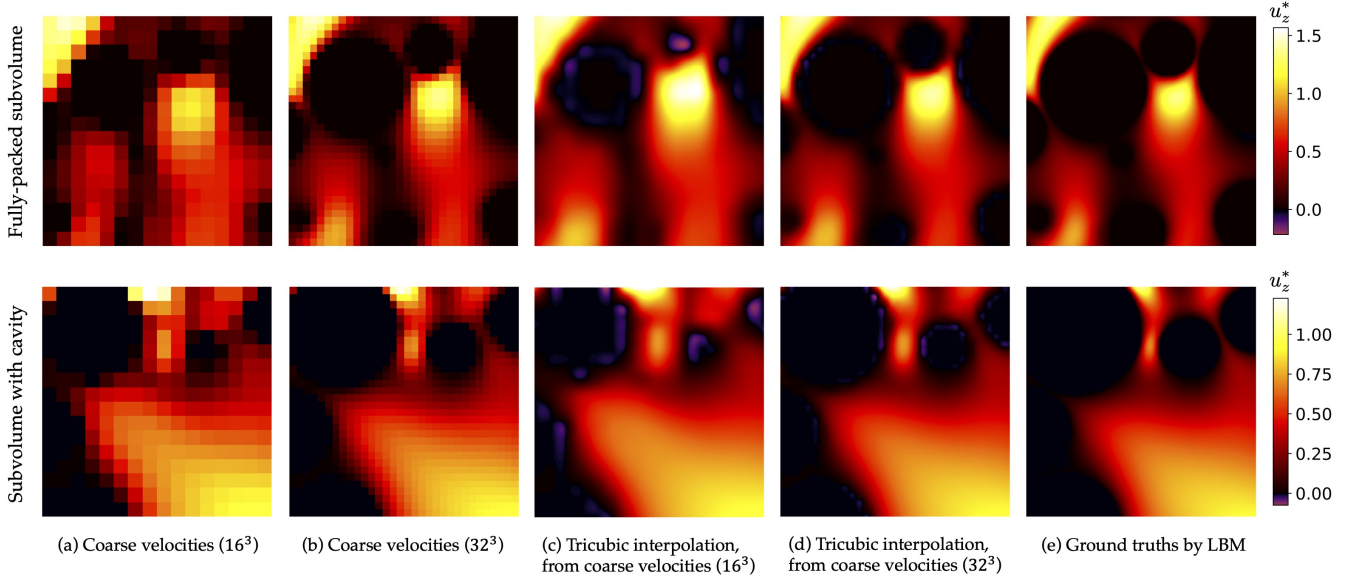 Fully-packed subvolume
u*z
1.5
1.0
0.5
0.0
Subvolume with cavity
u*z
1.00
0.75
0.50
0.25
0.00
(a) Coarse velocities (16³)
(b) Coarse velocities (32³)
(c) Tricubic interpolation,
from coarse velocities (16³)
(d) Tricubic interpolation,
from coarse velocities (32³)
(e) Ground truths by LBM